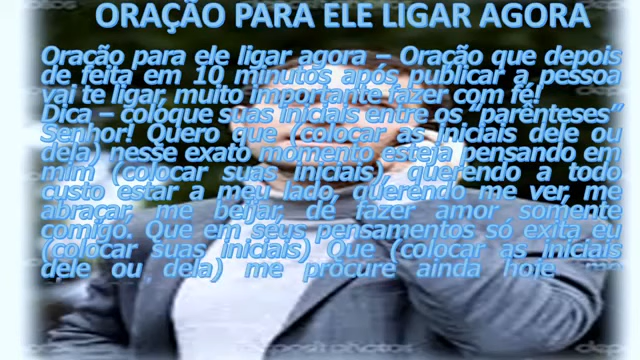 ORAÇÃO PARA ELE LIGAR AGORA
Oração para ele ligar agora – Oração que depois
de feita em 10 minutos após publicar a pessoa
vai te ligar, muito importante fazer com fé!
Dica – coloque suas iniciais entre os "parênteses"
Senhor! Quero que (colocar as iniciais dele ou
dela) nesse exato momento esteja pensando em
mim (colocar suas iniciais), querendo a todo
custo estar a meu lado, querendo me ver, me
abraçar, me beijar, de fazer amor somente
comigo. Que em seus pensamentos só exita eu
(colocar suas iniciais) Que (colocar as iniciais
dele ou dela) me procure ainda hoje me